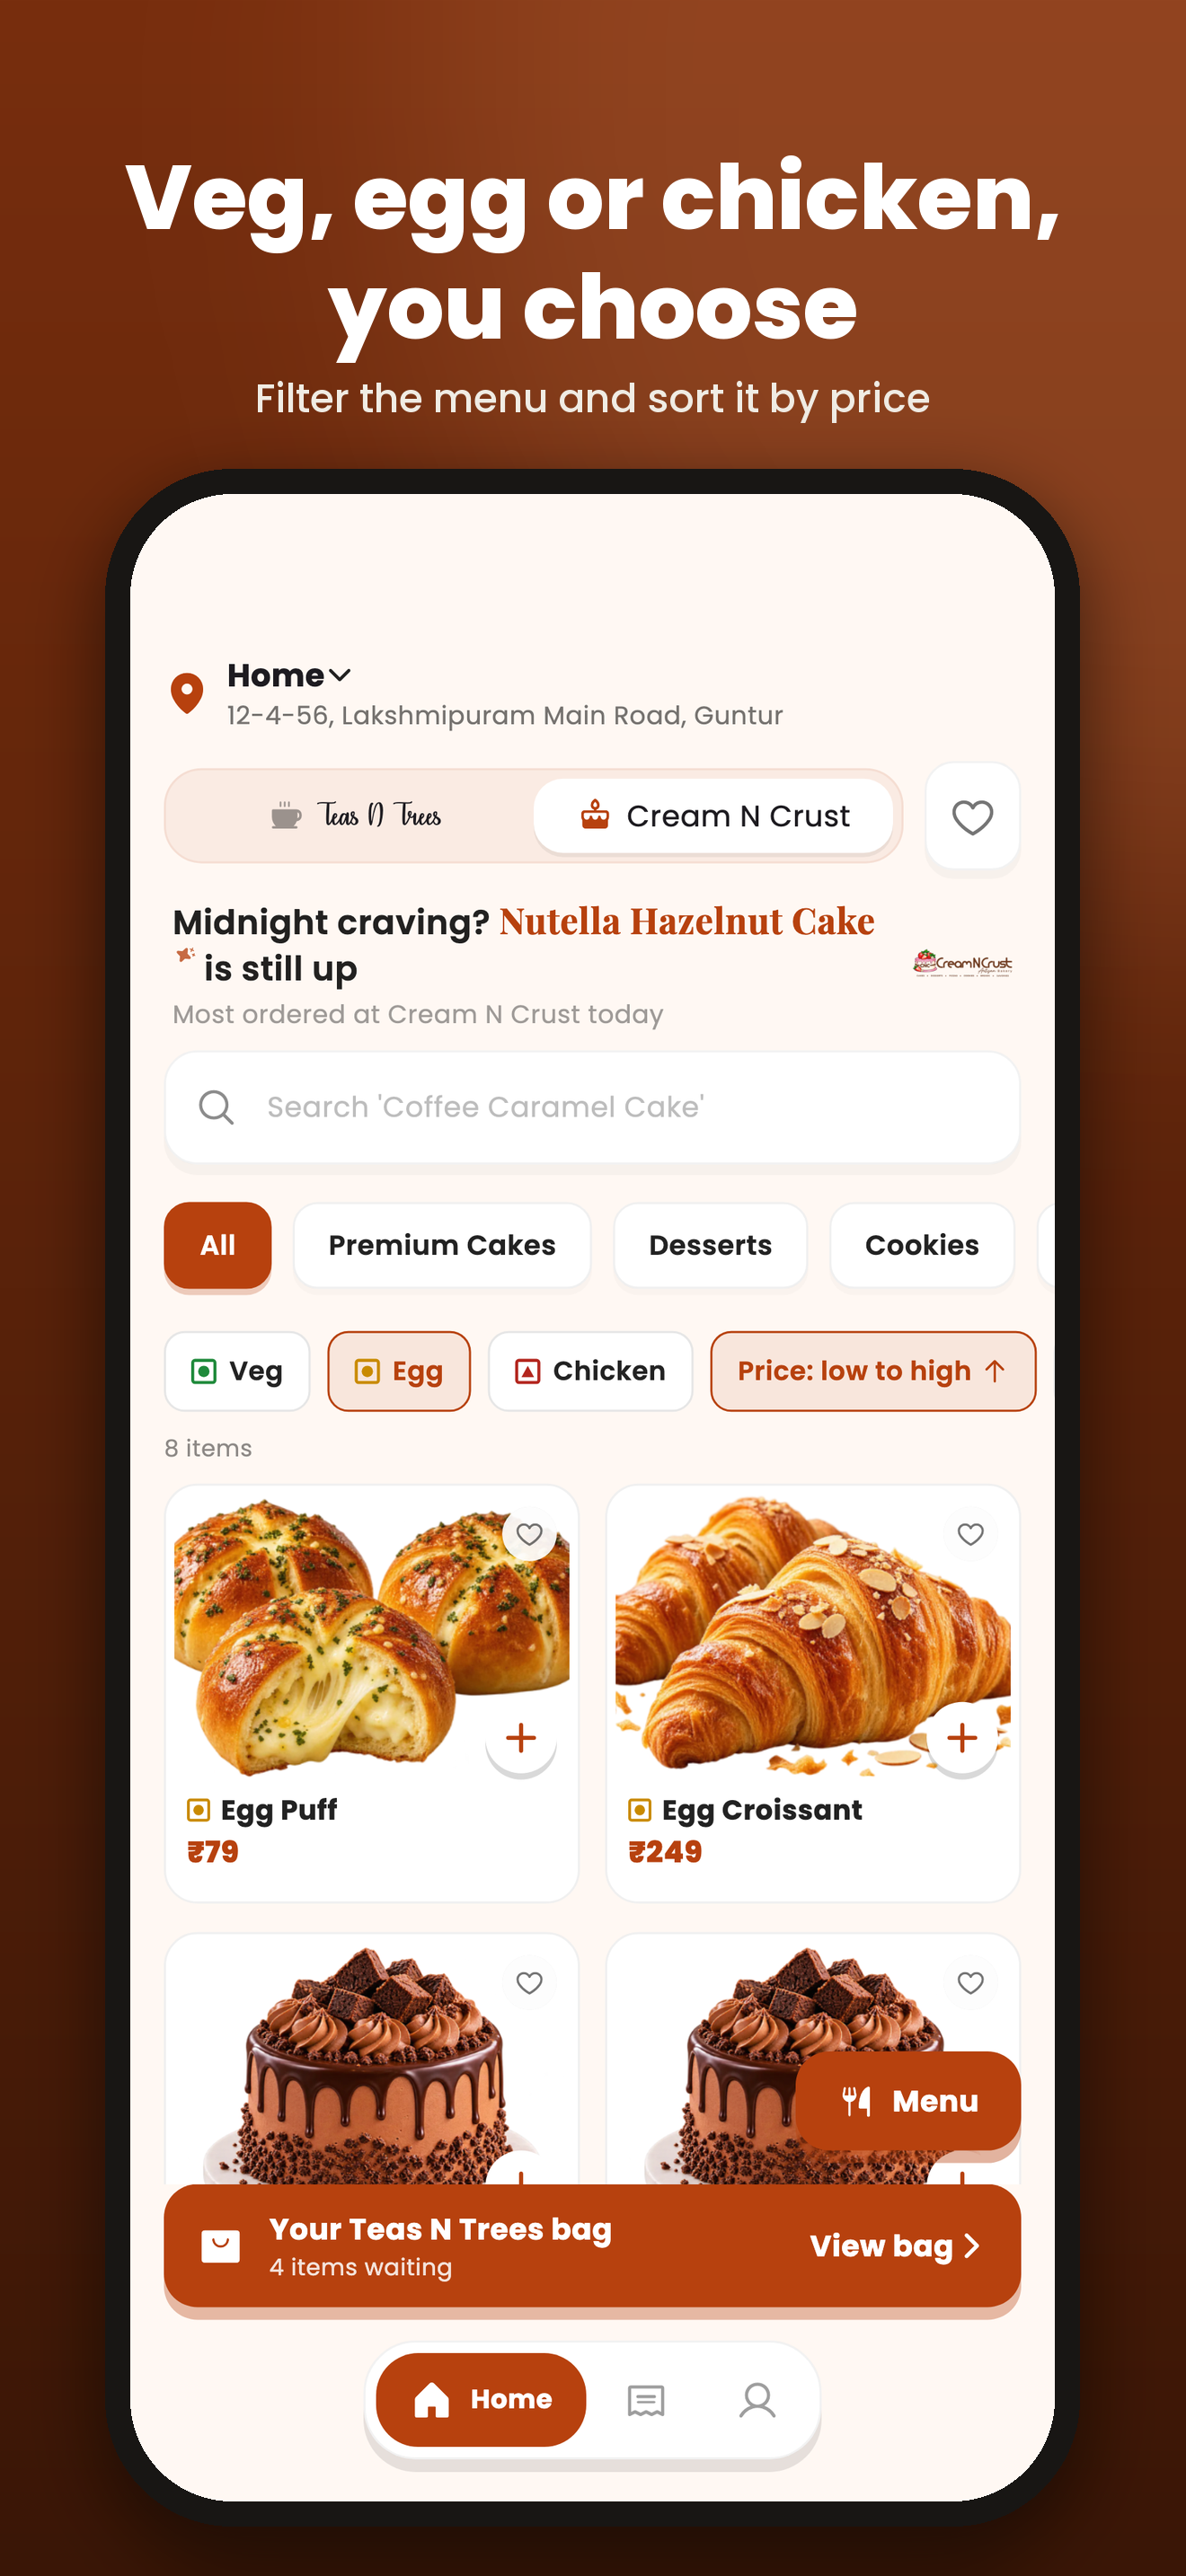 Veg, egg or chicken,
you choose
Filter the menu and sort it by price
Home
12-4-56, Lakshmipuram Main Road, Guntur
Teas N Trees
Cream N Crust
Midnight craving? Nutella Hazelnut Cake
is still up
CreamNCrust
Most ordered at Cream N Crust today
Search 'Coffee Caramel Cake'
All
Premium Cakes
Desserts
Cookies
Veg
Egg
Chicken
Price: low to high ↑
8 items
Egg Puff
₹79
Egg Croissant
₹249
Menu
Your Teas N Trees bag
4 items waiting
View bag
Home